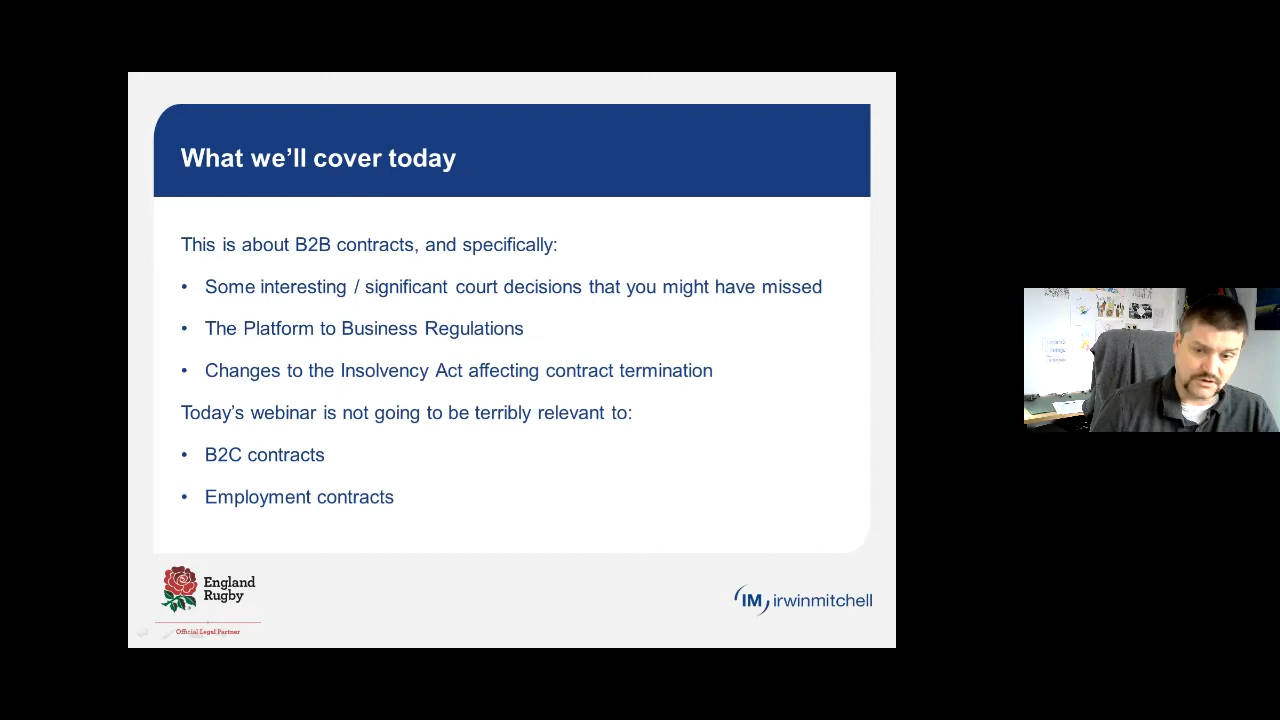 What we'll cover today
This is about B2B contracts, and specifically:
• Some interesting / significant court decisions that you might have missed
• The Platform to Business Regulations
• Changes to the Insolvency Act affecting contract termination
Today's webinar is not going to be terribly relevant to:
• B2C contracts
• Employment contracts
England
Rugby
Official Legal Partner
IM irwinmitchell